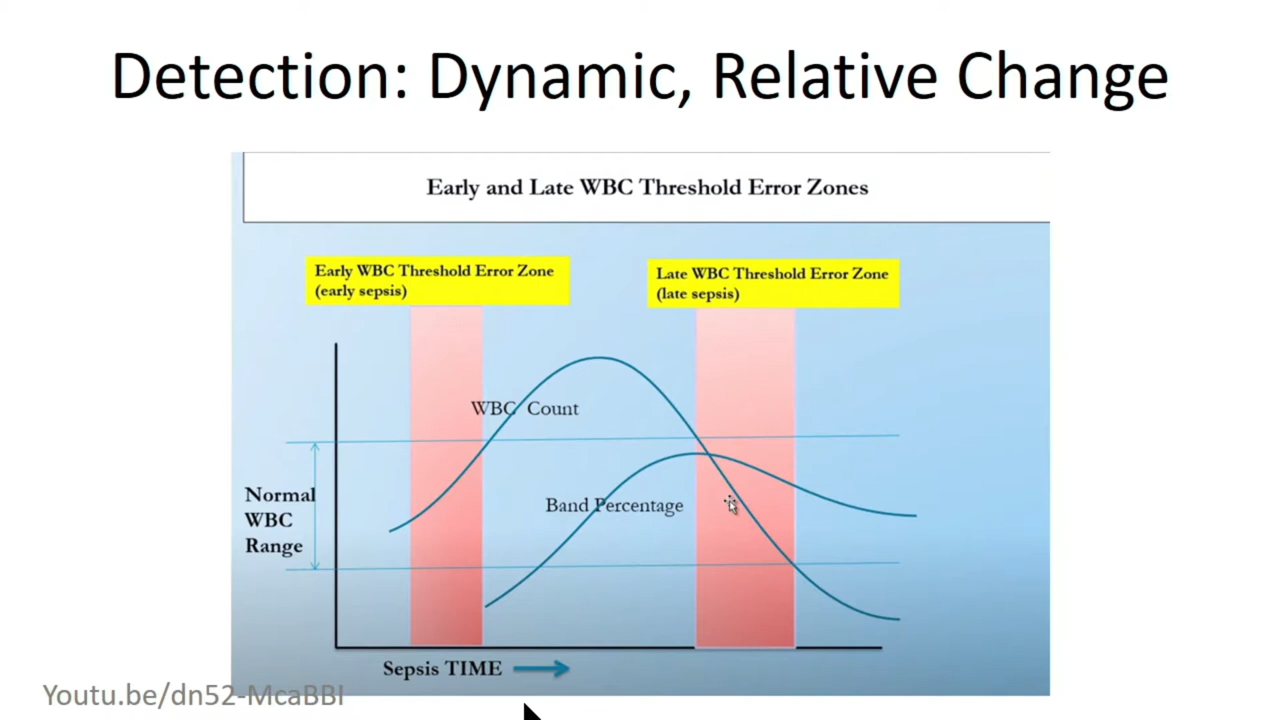 Detection: Dynamic, Relative Change
Early and Late WBC Threshold Error Zones
Early WBC Threshold Error Zone
(early sepsis)
Late WBC Threshold Error Zone
(late sepsis)
WBC Count
Band Percentage
Normal
WBC
Range
Sepsis TIME
Youtu.be/dn52-McaBBI